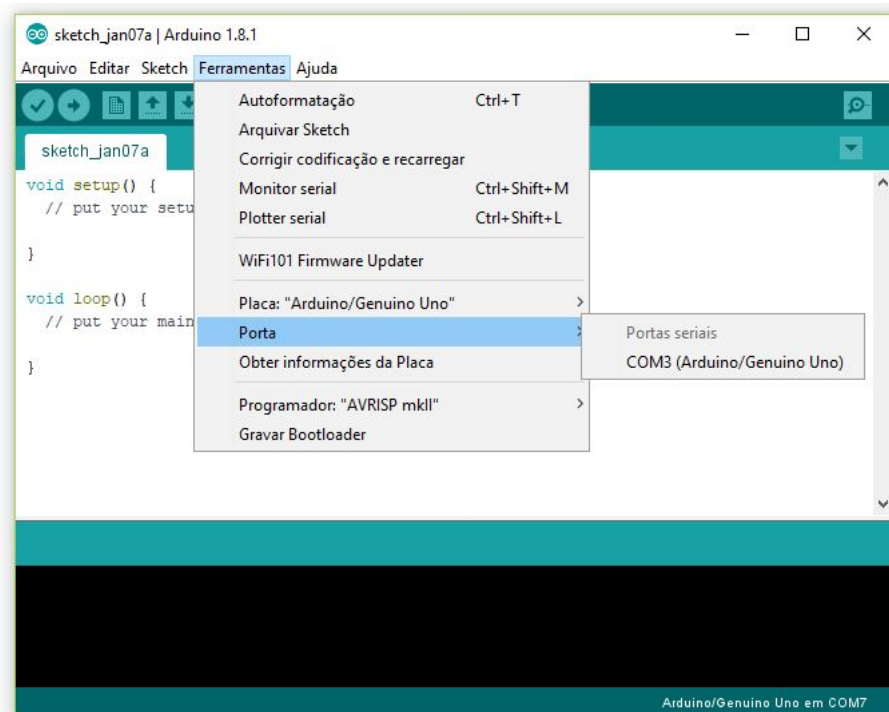 sketch_jan07a | Arduino 1.8.1
Arquivo Editar Sketch Ferramentas Ajuda
Autoformatação Ctrl+T
Arquivar Sketch
sketch_jan07a
Corrigir codificação e recarregar
void setup() {
Monitor serial Ctrl+Shift+M
// put your setu
Plotter serial Ctrl+Shift+L
}
WiFi101 Firmware Updater
void loop() {
Placa: "Arduino/Genuino Uno"
// put your main
Porta
Portas seriais
}
Obter informações da Placa
COM3 (Arduino/Genuino Uno)
Programador: "AVRISP mkII"
Gravar Bootloader
Arduino/Genuino Uno em COM7